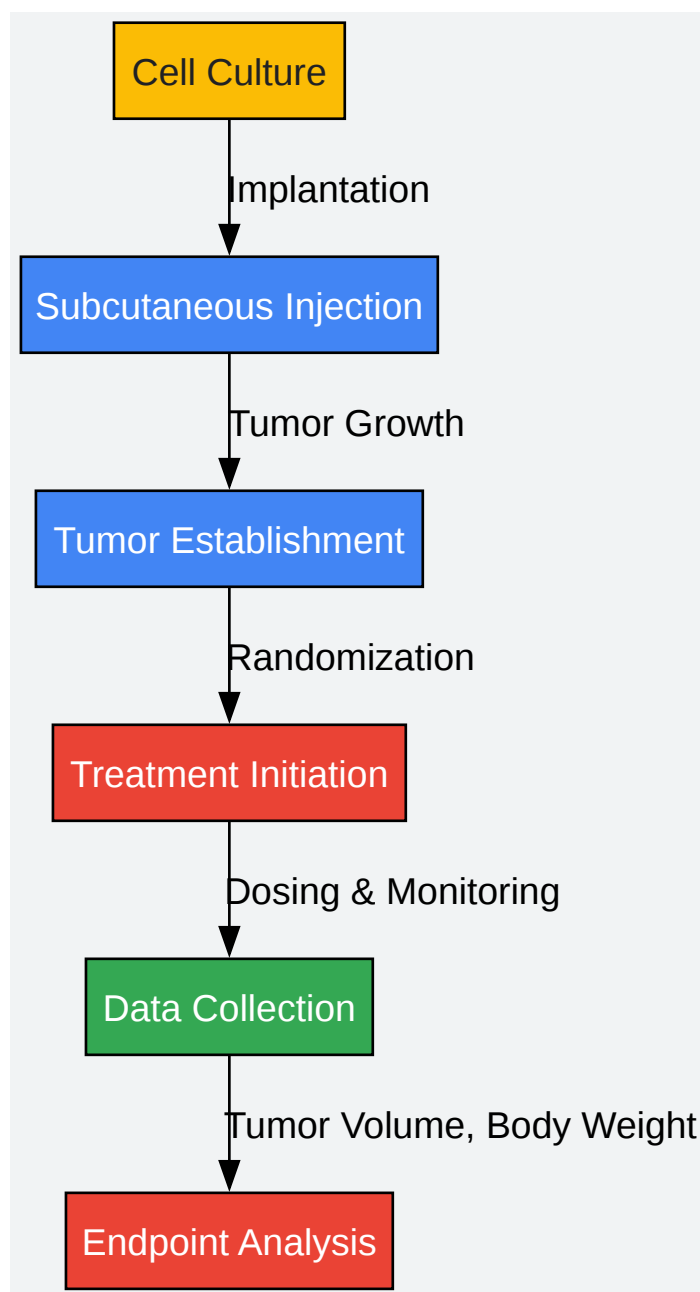 Cell Culture
Implantation
Subcutaneous Injection
Tumor Growth
Tumor Establishment
Randomization
Treatment Initiation
Dosing & Monitoring
Data Collection
Tumor Volume, Body Weight
Endpoint Analysis